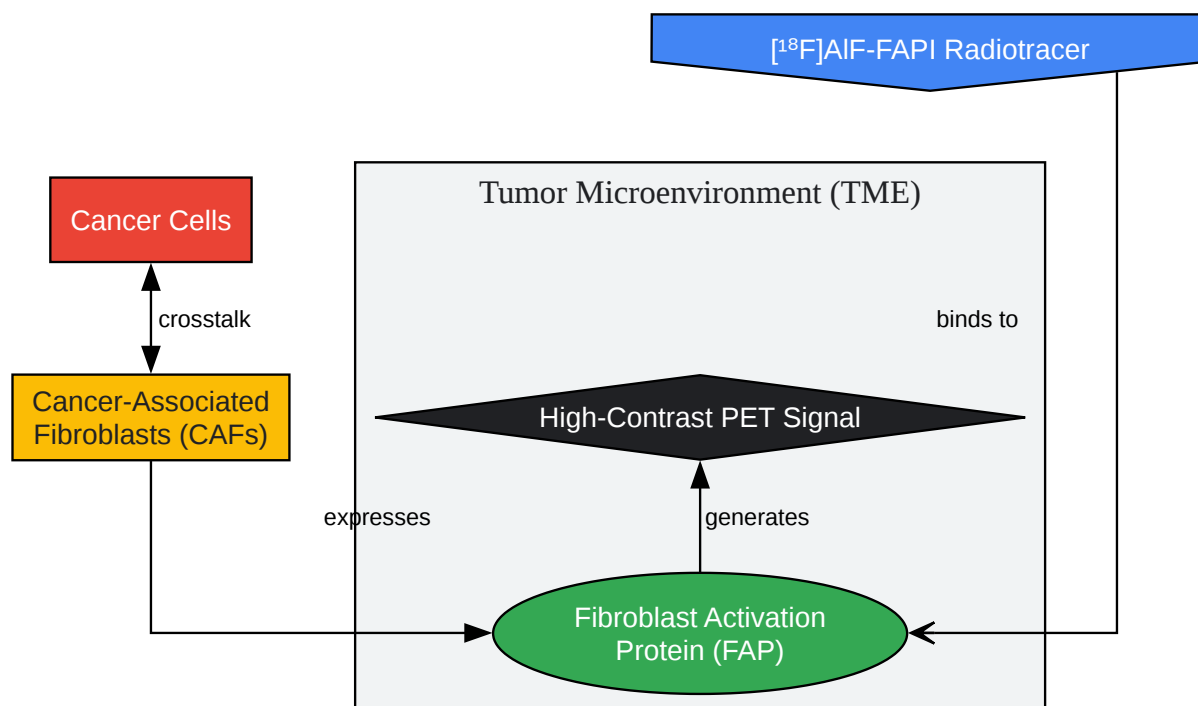 [¹⁸F]AlF-FAPI Radiotracer
Tumor Microenvironment (TME)
Cancer Cells
crosstalk
binds to
Cancer-Associated
Fibroblasts (CAFs)
High-Contrast PET Signal
expresses
generates
Fibroblast Activation
Protein (FAP)